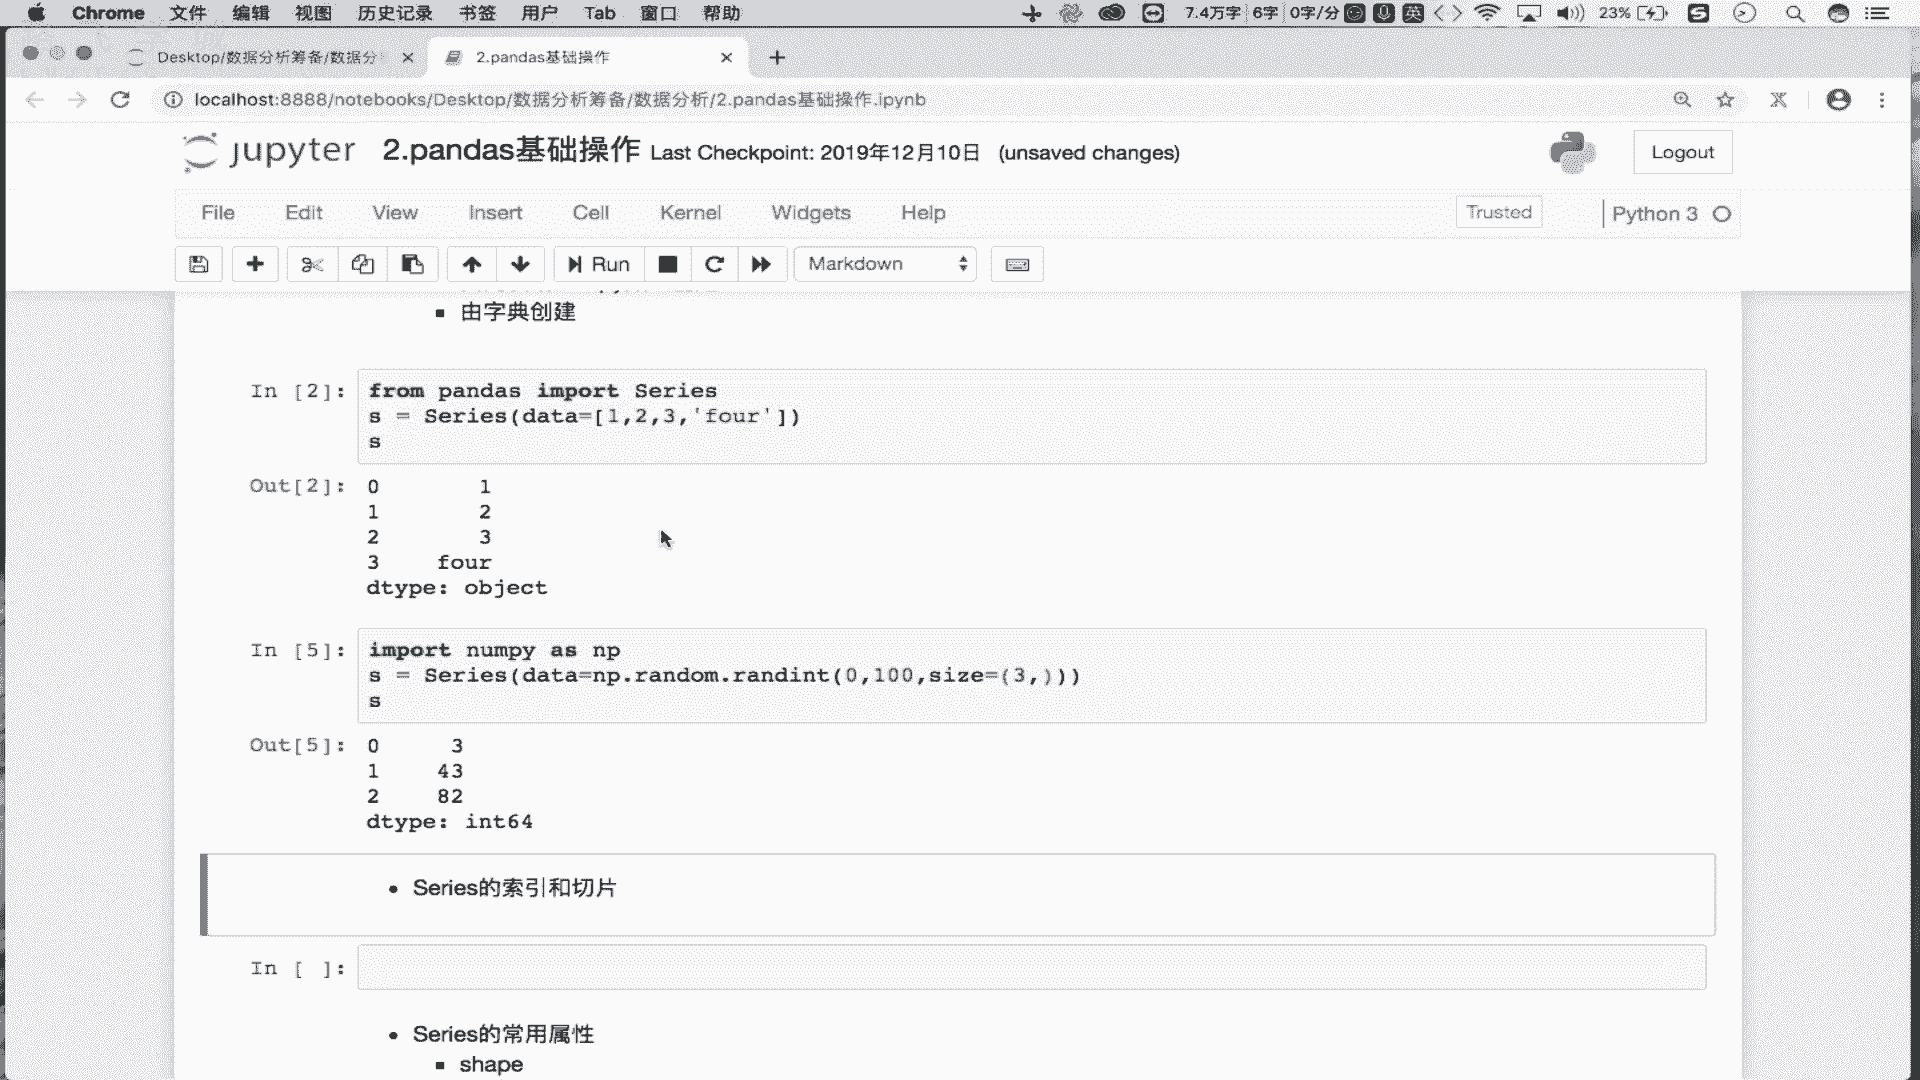 Chrome 文件 编辑 视图 历史记录 书签 用户 Tab 窗口 帮助 7.4万字 6字 0字/分 英 23%
Desktop/数据分析筹备/数据分 2.pandas基础操作
localhost:8888/notebooks/Desktop/数据分析筹备/数据分析/2.pandas基础操作.ipynb
jupyter 2.pandas基础操作 Last Checkpoint: 2019年12月10日 (unsaved changes) Logout
File Edit View Insert Cell Kernel Widgets Help Trusted Python 3
Run Markdown
由字典创建
In [2]: from pandas import Series
s = Series(data=[1,2,3,'four'])
s
Out[2]: 0 1
1 2
2 3
3 four
dtype: object
In [5]: import numpy as np
s = Series(data=np.random.randint(0,100,size=(3,)))
s
Out[5]: 0 3
1 43
2 82
dtype: int64
Series的索引和切片
In [ ]:
Series的常用属性
shape